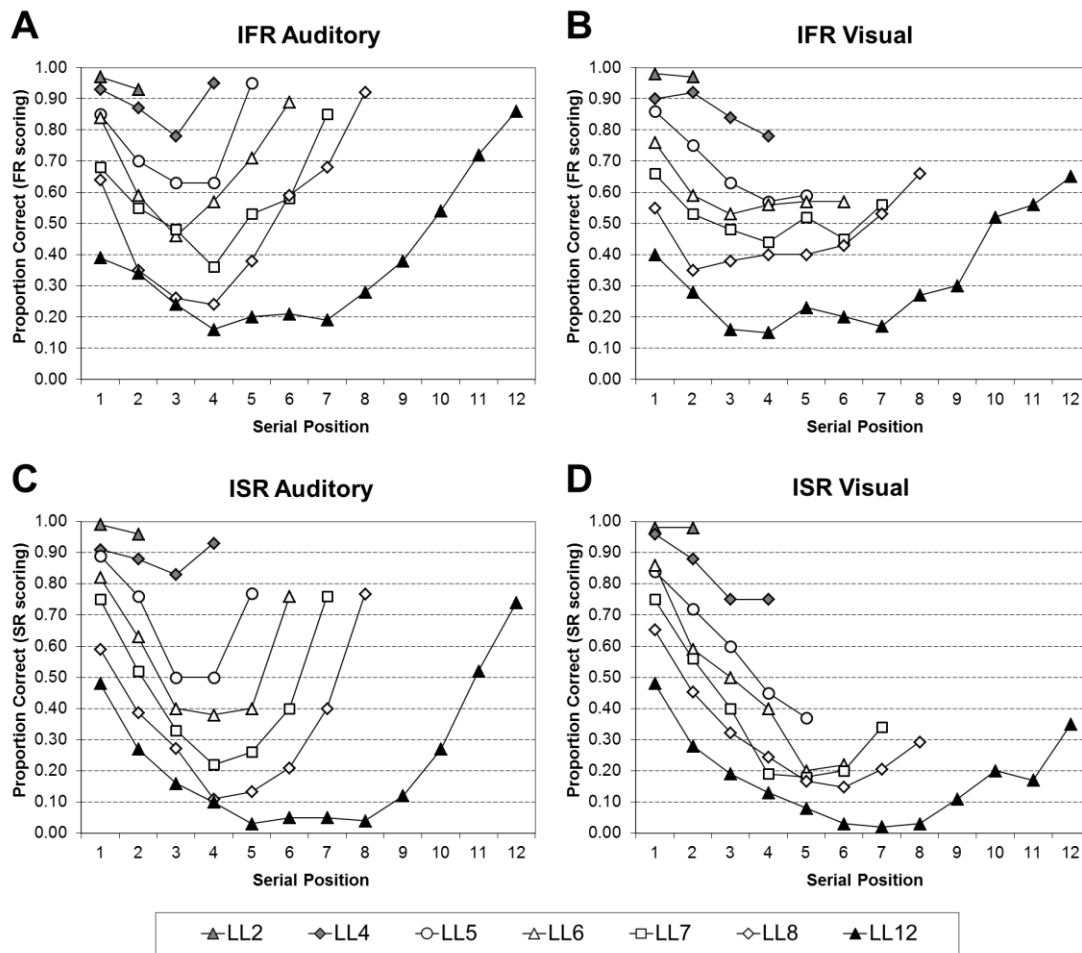 A
IFR Auditory
Proportion Correct (FR scoring)
1.00
0.90
0.80
0.70
0.60
0.50
0.40
0.30
0.20
0.10
0.00
1 2 3 4 5 6 7 8 9 10 11 12
Serial Position
B
IFR Visual
Proportion Correct (FR scoring)
1.00
0.90
0.80
0.70
0.60
0.50
0.40
0.30
0.20
0.10
0.00
1 2 3 4 5 6 7 8 9 10 11 12
Serial Position
C
ISR Auditory
Proportion Correct (SR scoring)
1.00
0.90
0.80
0.70
0.60
0.50
0.40
0.30
0.20
0.10
0.00
1 2 3 4 5 6 7 8 9 10 11 12
Serial Position
D
ISR Visual
Proportion Correct (SR scoring)
1.00
0.90
0.80
0.70
0.60
0.50
0.40
0.30
0.20
0.10
0.00
1 2 3 4 5 6 7 8 9 10 11 12
Serial Position
LL2 LL4 LL5 LL6 LL7 LL8 LL12